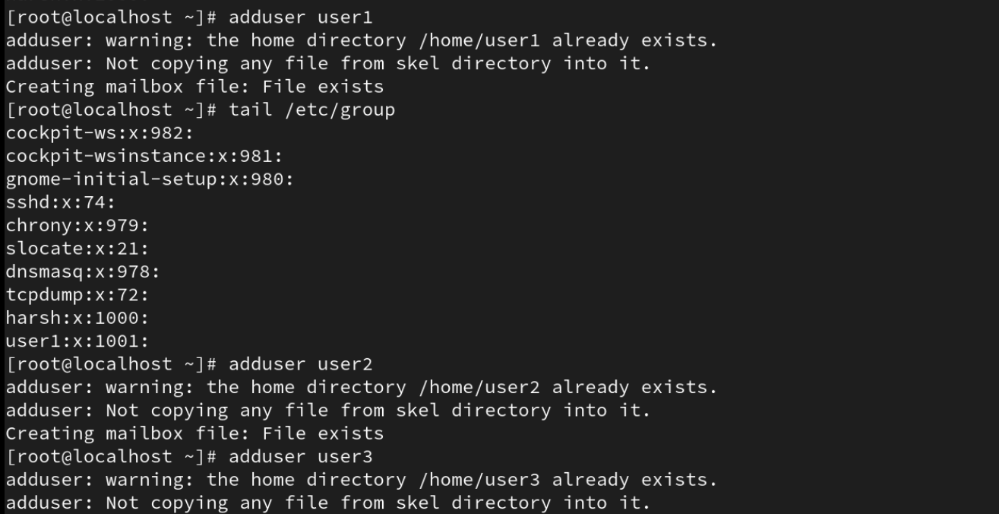 [root@localhost ~]# adduser user1
adduser: warning: the home directory /home/user1 already exists.
adduser: Not copying any file from skel directory into it.
Creating mailbox file: File exists
[root@localhost ~]# tail /etc/group
cockpit-ws:x:982:
cockpit-wsinstance:x:981:
gnome-initial-setup:x:980:
sshd:x:74:
chrony:x:979:
slocate:x:21:
dnsmasq:x:978:
tcpdump:x:72:
harsh:x:1000:
user1:x:1001:
[root@localhost ~]# adduser user2
adduser: warning: the home directory /home/user2 already exists.
adduser: Not copying any file from skel directory into it.
Creating mailbox file: File exists
[root@localhost ~]# adduser user3
adduser: warning: the home directory /home/user3 already exists.
adduser: Not copying any file from skel directory into it.